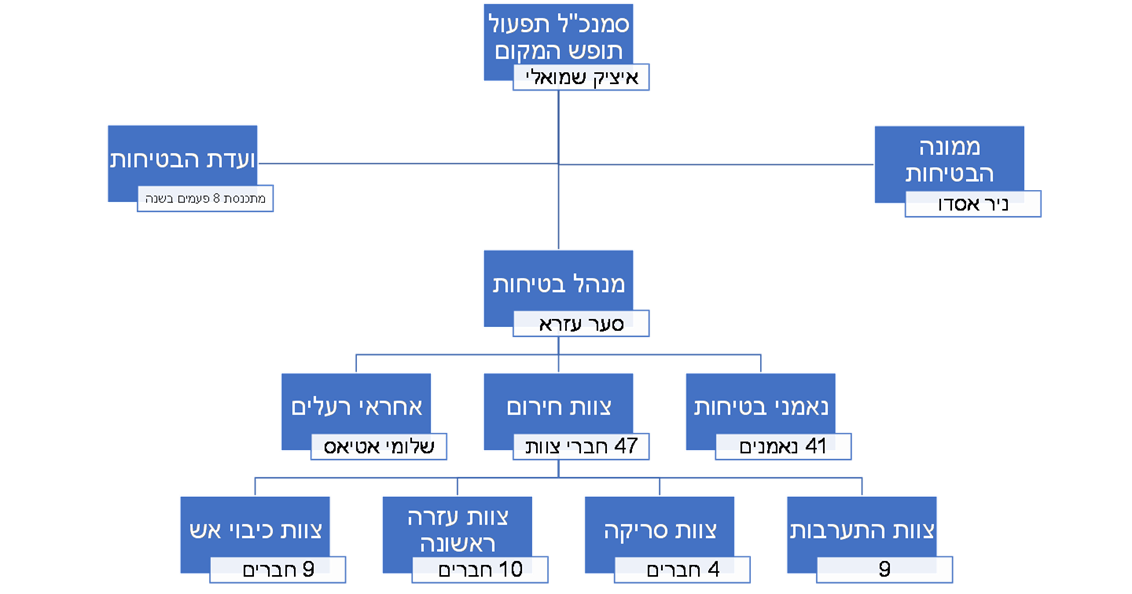 סמנכ"ל תפעול
תופש המקום
איציק שמואלי
ממונה
הבטיחות
ניר אסדו
ועדת הבטיחות
מתכנסת 8 פעמים בשנה
מנהל בטיחות
סער עזרא
נאמני בטיחות
41 נאמנים
צוות חירום
47 חברי צוות
אחראי רעלים
שלומי אטיאס
צוות התערבות
9
צוות סריקה
4 חברים
צוות עזרה
ראשונה
10 חברים
צוות כיבוי אש
9 חברים